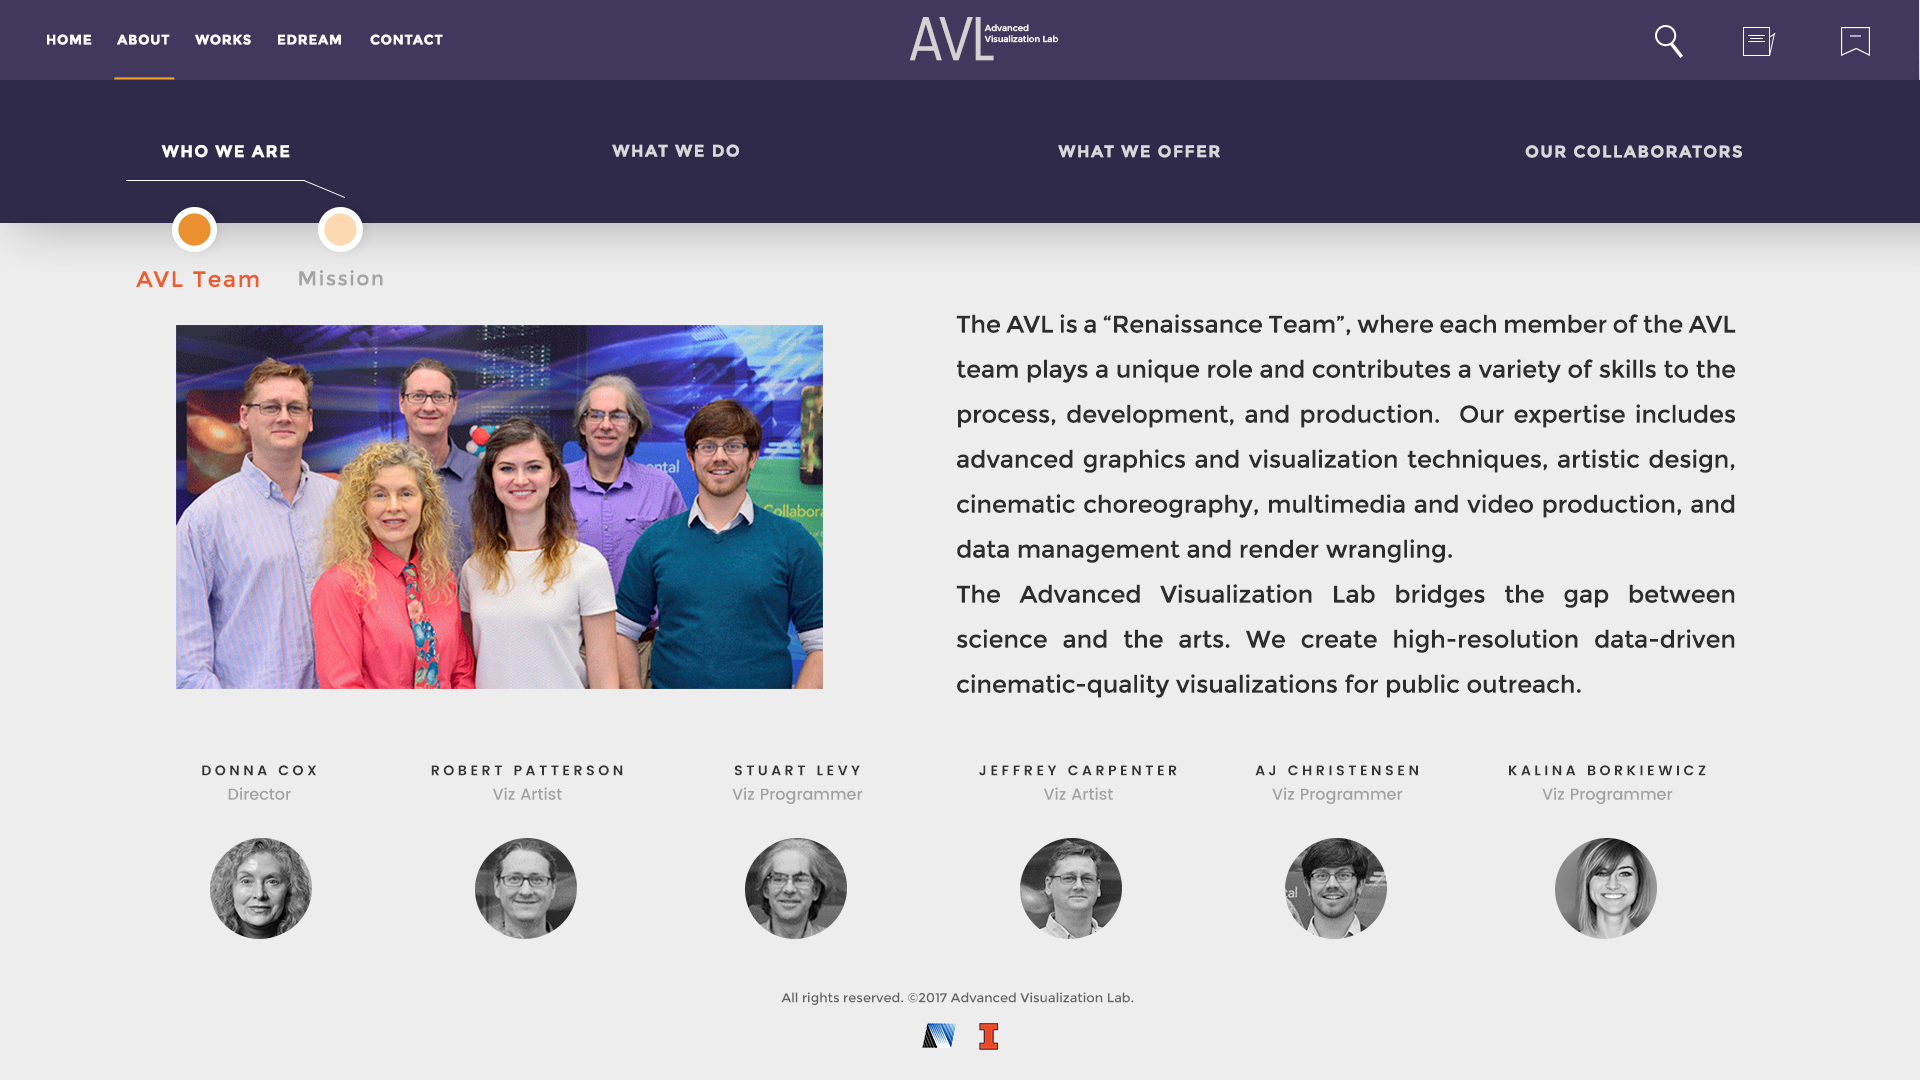 HOME ABOUT WORKS EDREAM CONTACT
AVL Advanced
Visualization Lab
WHO WE ARE WHAT WE DO WHAT WE OFFER OUR COLLABORATORS
AVL Team Mission
The AVL is a “Renaissance Team”, where each member of the AVL
team plays a unique role and contributes a variety of skills to the
process, development, and production. Our expertise includes
advanced graphics and visualization techniques, artistic design,
cinematic choreography, multimedia and video production, and
data management and render wrangling.
The Advanced Visualization Lab bridges the gap between
science and the arts. We create high-resolution data-driven
cinematic-quality visualizations for public outreach.
DONNA COX ROBERT PATTERSON STUART LEVY JEFFREY CARPENTER AJ CHRISTENSEN KALINA BORKIEWICZ
Director Viz Artist Viz Programmer Viz Artist Viz Programmer Viz Programmer
All rights reserved. ©2017 Advanced Visualization Lab.
I